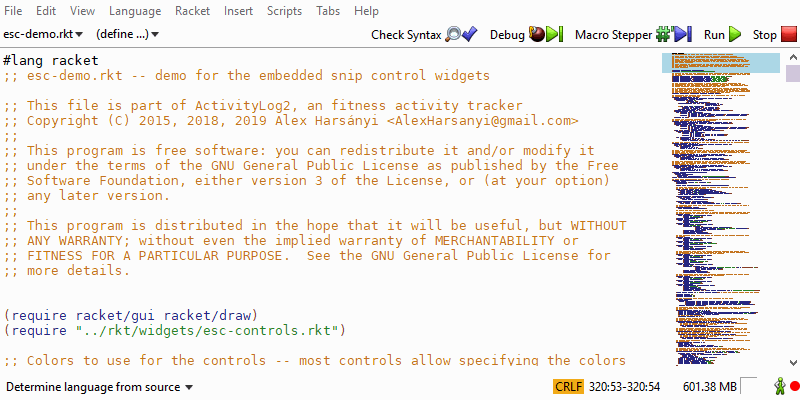 File Edit View Language Racket Insert Scripts Tabs Help
esc-demo.rkt (define ...) Check Syntax Debug Macro Stepper Run Stop
#lang racket
;; esc-demo.rkt -- demo for the embedded snip control widgets
;; This file is part of ActivityLog2, an fitness activity tracker
;; Copyright (C) 2015, 2018, 2019 Alex Harsányi <AlexHarsanyi@gmail.com>
;;
;; This program is free software: you can redistribute it and/or modify it
;; under the terms of the GNU General Public License as published by the Free
;; Software Foundation, either version 3 of the License, or (at your option)
;; any later version.
;;
;; This program is distributed in the hope that it will be useful, but WITHOUT
;; ANY WARRANTY; without even the implied warranty of MERCHANTABILITY or
;; FITNESS FOR A PARTICULAR PURPOSE.  See the GNU General Public License for
;; more details.
(require racket/gui racket/draw)
(require "../rkt/widgets/esc-controls.rkt")
;; Colors to use for the controls -- most controls allow specifying the colors
Determine language from source CRLF 320:53-320:54 601.38 MB